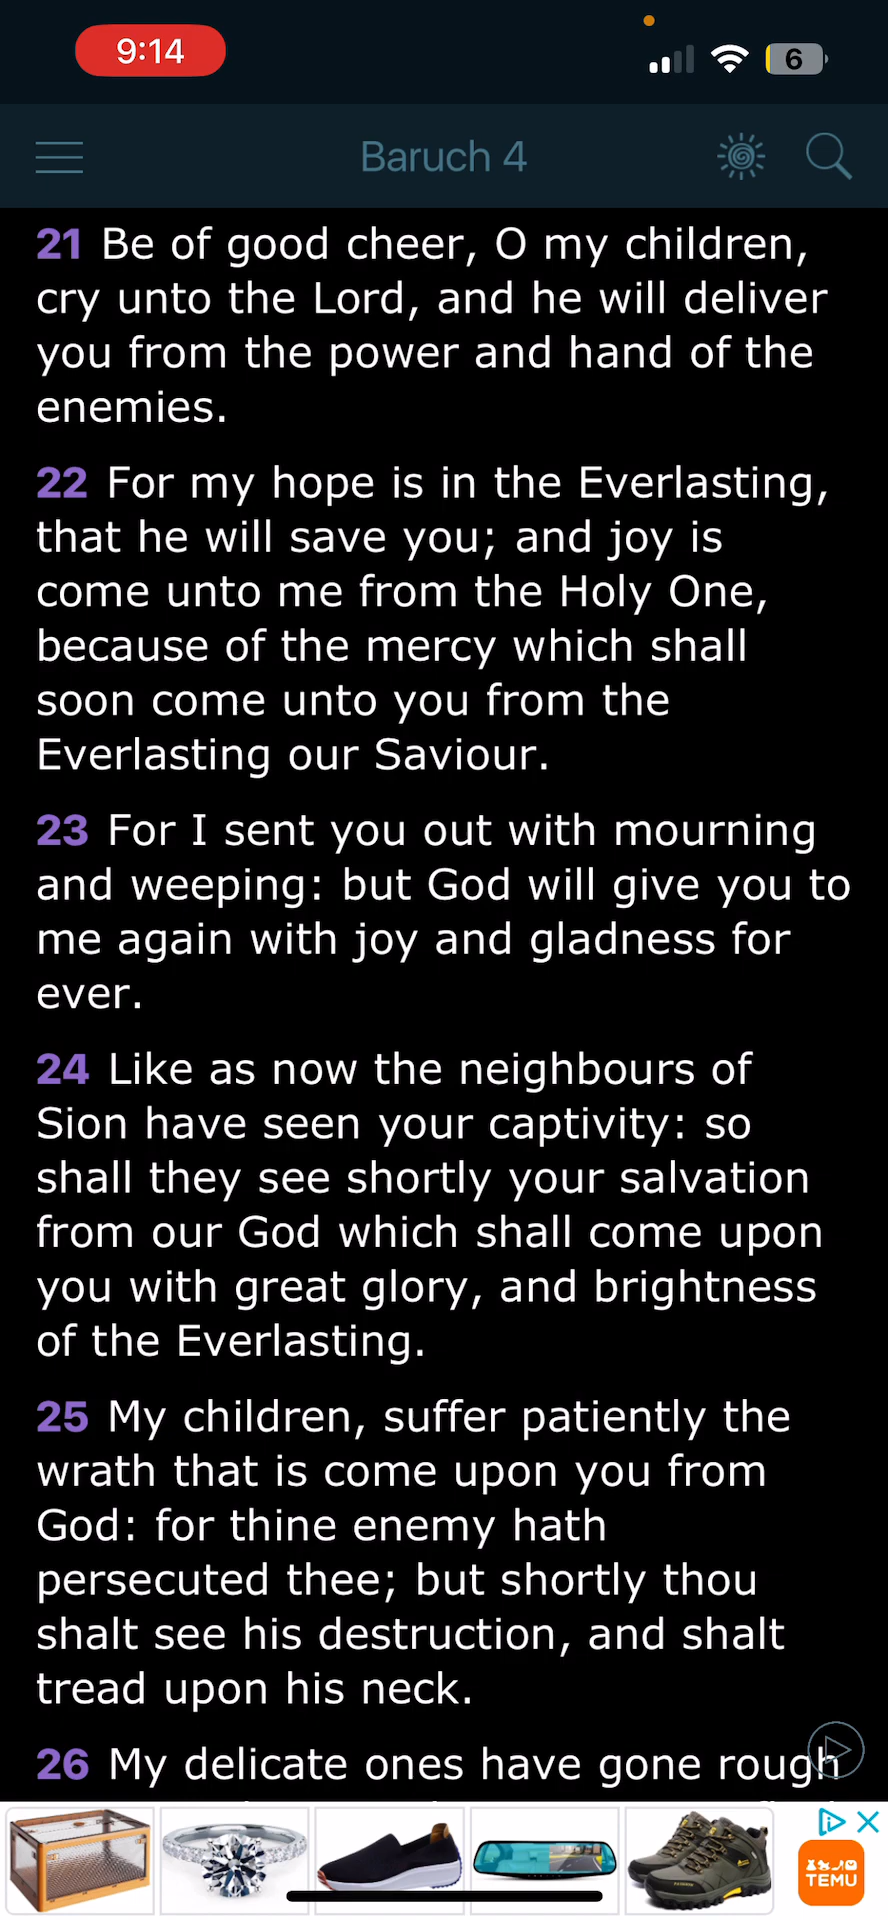 9:14
6
Baruch 4
21 Be of good cheer, O my children,
cry unto the Lord, and he will deliver
you from the power and hand of the
enemies.
22 For my hope is in the Everlasting,
that he will save you; and joy is
come unto me from the Holy One,
because of the mercy which shall
soon come unto you from the
Everlasting our Saviour.
23 For I sent you out with mourning
and weeping: but God will give you to
me again with joy and gladness for
ever.
24 Like as now the neighbours of
Sion have seen your captivity: so
shall they see shortly your salvation
from our God which shall come upon
you with great glory, and brightness
of the Everlasting.
25 My children, suffer patiently the
wrath that is come upon you from
God: for thine enemy hath
persecuted thee; but shortly thou
shalt see his destruction, and shalt
tread upon his neck.
26 My delicate ones have gone rough
TEMU